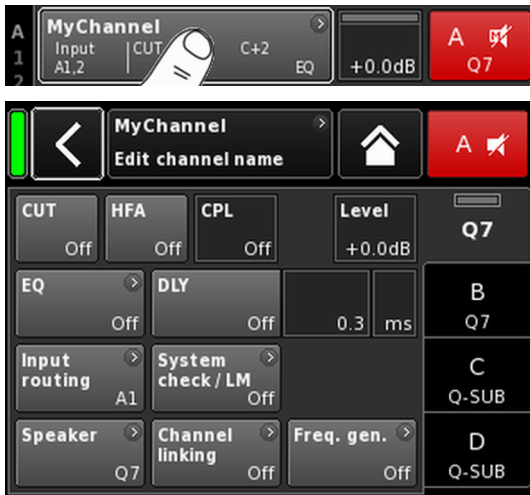 A
1
2
MyChannel
Input
A1,2
CUT
C+2
EQ
+0.0dB
A
Q7
MyChannel
Edit channel name
A
CUT
Off
HFA
Off
CPL
Off
Level
+0.0dB
Q7
EQ
Off
DLY
Off
0.3
ms
B
Q7
Input
routing
A1
System
check / LM
Off
C
Q-SUB
Speaker
Q7
Channel
linking
Off
Freq. gen.
Off
D
Q-SUB